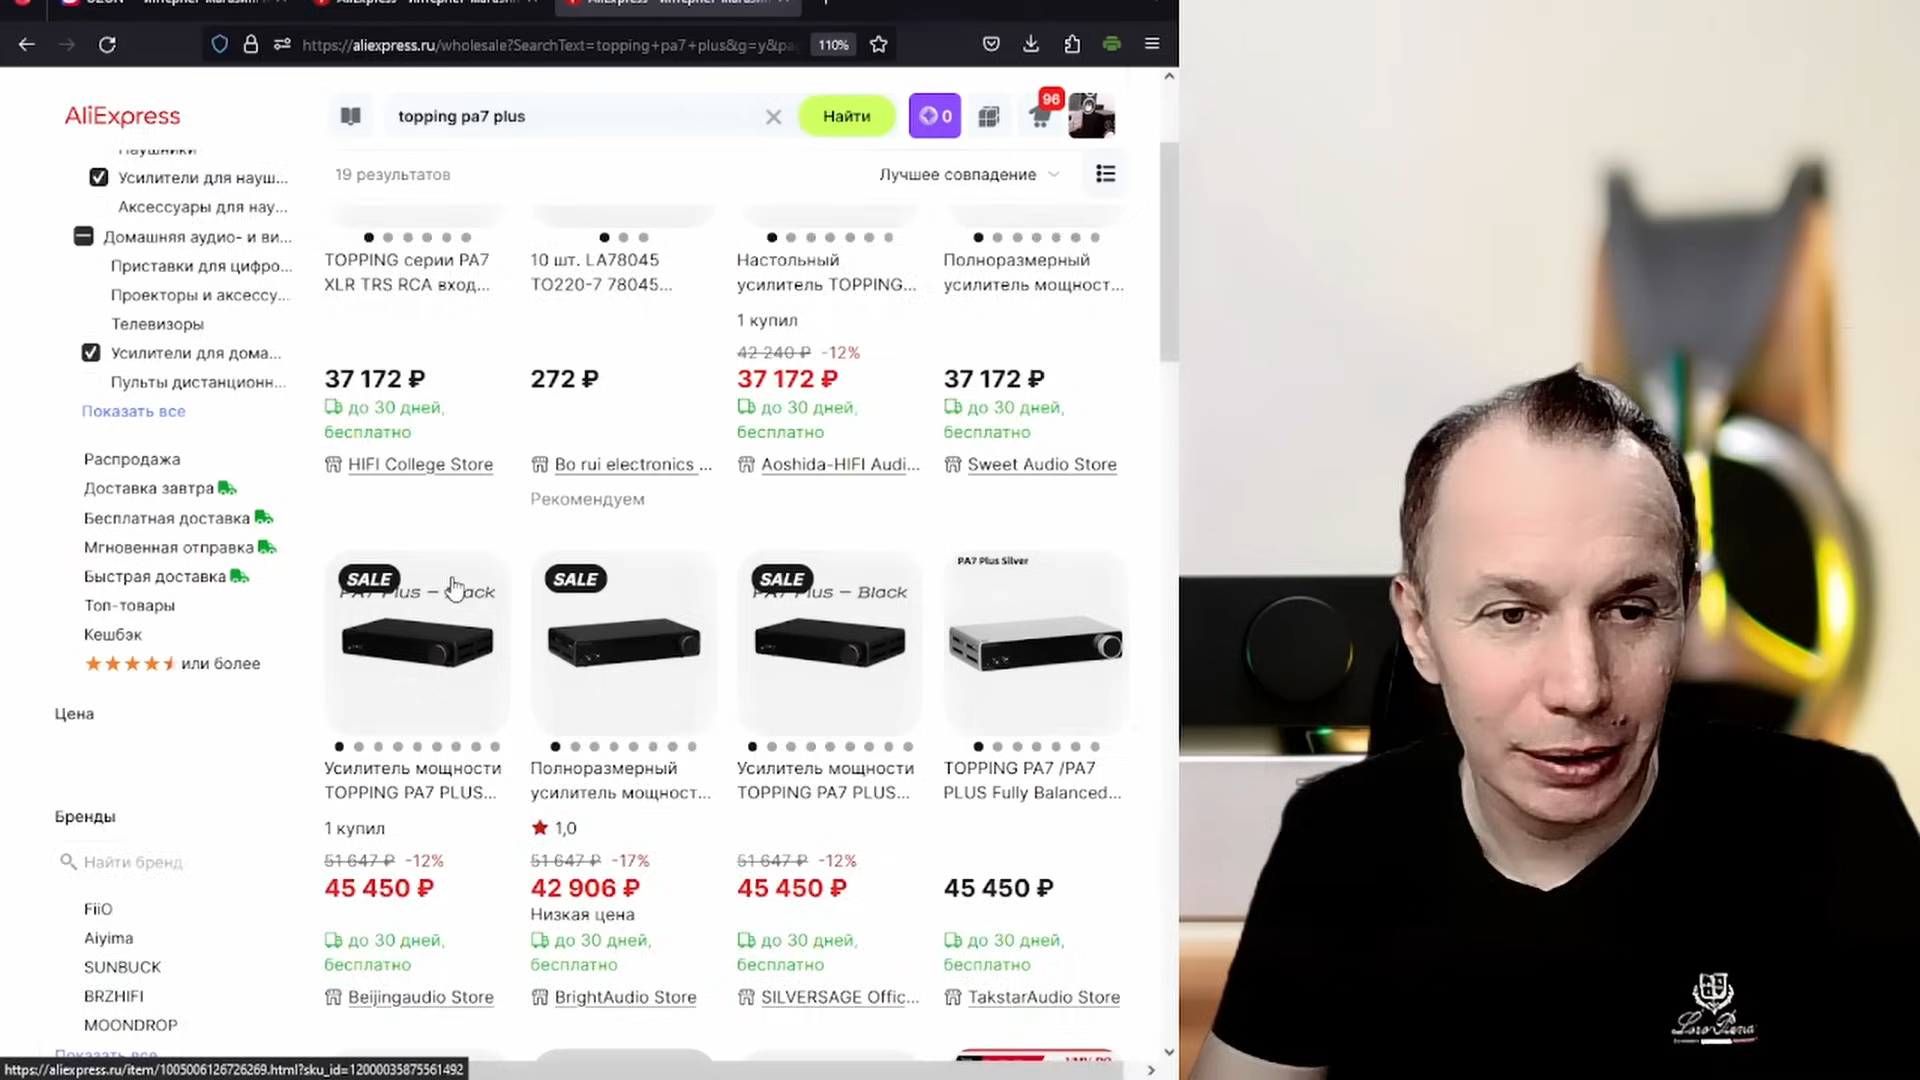 https://aliexpress.ru/wholesale?SearchText=topping+pa7+plus&g=y&pa
110%
AliExpress
topping pa7 plus
Найти
0
96
Наушники
Усилители для науш...
Аксессуары для нау...
Домашняя аудио- и ви...
Приставки для цифро...
Проекторы и аксессу...
Телевизоры
Усилители для дома...
Пульты дистанционн...
Показать все
Распродажа
Доставка завтра
Бесплатная доставка
Мгновенная отправка
Быстрая доставка
Топ-товары
Кешбэк
или более
Цена
Бренды
Найти бренд
FiiO
Aiyima
SUNBUCK
BRZHIFI
MOONDROP
Показать все
19 результатов
Лучшее совпадение
TOPPING серии PA7
XLR TRS RCA вход...
37 172 ₽
до 30 дней,
бесплатно
HIFI College Store
10 шт. LA78045
TO220-7 78045...
272 ₽
Bo rui electronics ...
Рекомендуем
Настольный
усилитель TOPPING...
1 купил
42 240 ₽ -12%
37 172 ₽
до 30 дней,
бесплатно
Aoshida-HIFI Audi...
Полноразмерный
усилитель мощност...
37 172 ₽
до 30 дней,
бесплатно
Sweet Audio Store
SALE
PA7 Plus – Black
Усилитель мощности
TOPPING PA7 PLUS...
1 купил
51 647 ₽ -12%
45 450 ₽
до 30 дней,
бесплатно
Beijingaudio Store
SALE
Полноразмерный
усилитель мощност...
1,0
51 647 ₽ -17%
42 906 ₽
Низкая цена
до 30 дней,
бесплатно
BrightAudio Store
SALE
PA7 Plus – Black
Усилитель мощности
TOPPING PA7 PLUS...
51 647 ₽ -12%
45 450 ₽
до 30 дней,
бесплатно
SILVERSAGE Offic...
PA7 Plus Silver
TOPPING PA7 /PA7
PLUS Fully Balanced...
45 450 ₽
до 30 дней,
бесплатно
TakstarAudio Store
https://aliexpress.ru/item/1005006126726269.html?sku_id=12000035875561492